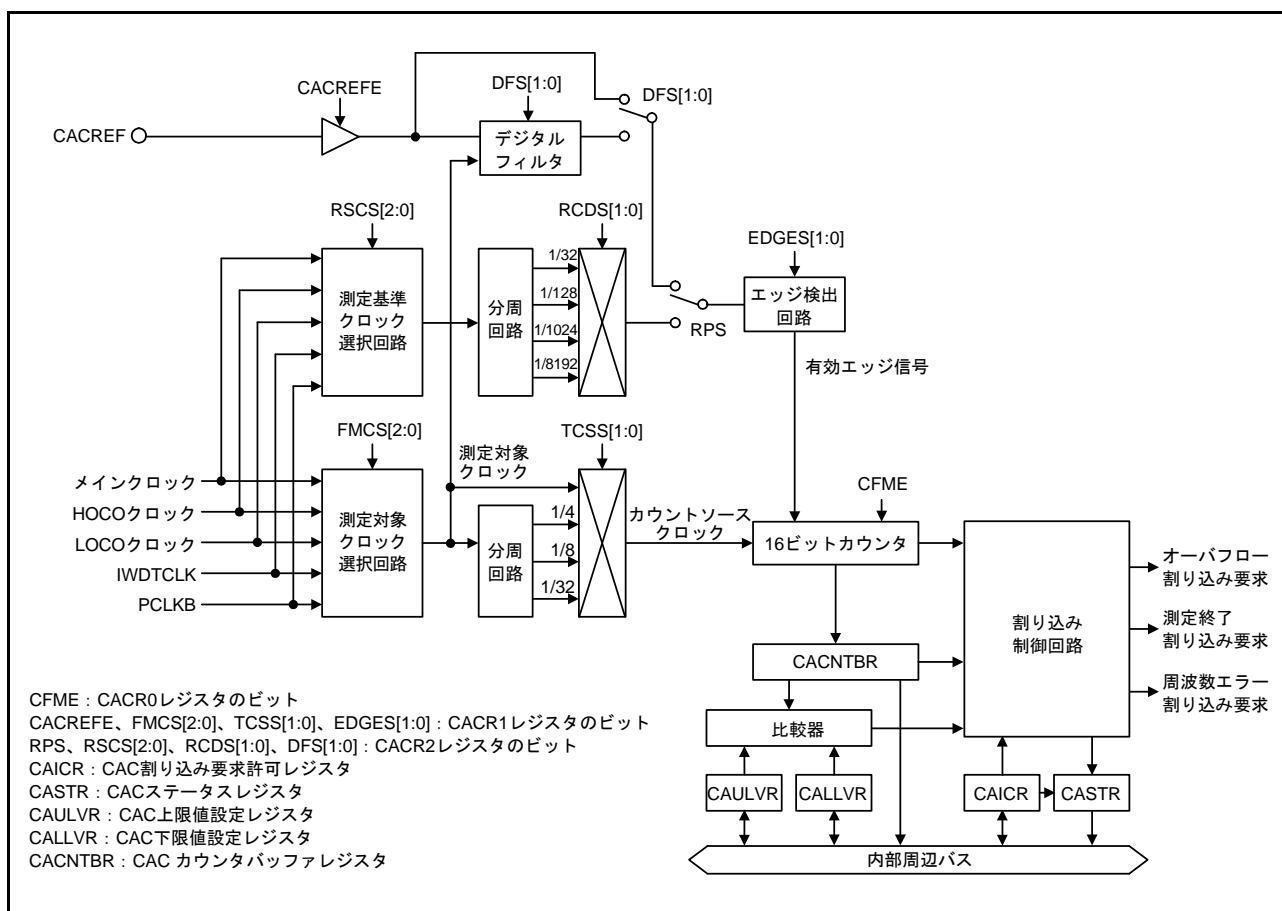 CACREFE
DFS[1:0]
DFS[1:0]
CACREF
デジタル
フィルタ
RSCS[2:0]
RCDS[1:0]
EDGES[1:0]
測定基準
クロック
選択回路
分周
回路
1/32
1/128
1/1024
1/8192
RPS
エッジ検出
回路
有効エッジ信号
FMCS[2:0]
測定対象
クロック
TCSS[1:0]
CFME
メインクロック
HOCOクロック
LOCOクロック
IWDTCLK
PCLKB
測定対象
クロック
選択回路
分周
回路
1/4
1/8
1/32
カウントソース
クロック
16ビットカウンタ
割り込み
制御回路
オーバフロー
割り込み要求
測定終了
割り込み要求
周波数エラー
割り込み要求
CACNTBR
比較器
CAULVR
CALLVR
CAICR
CASTR
内部周辺バス
CFME：CACR0レジスタのビット
CACREFE、FMCS[2:0]、TCSS[1:0]、EDGES[1:0]：CACR1レジスタのビット
RPS、RSCS[2:0]、RCDS[1:0]、DFS[1:0]：CACR2レジスタのビット
CAICR：CAC割り込み要求許可レジスタ
CASTR：CACステータスレジスタ
CAULVR：CAC上限値設定レジスタ
CALLVR：CAC下限値設定レジスタ
CACNTBR：CAC カウンタバッファレジスタ